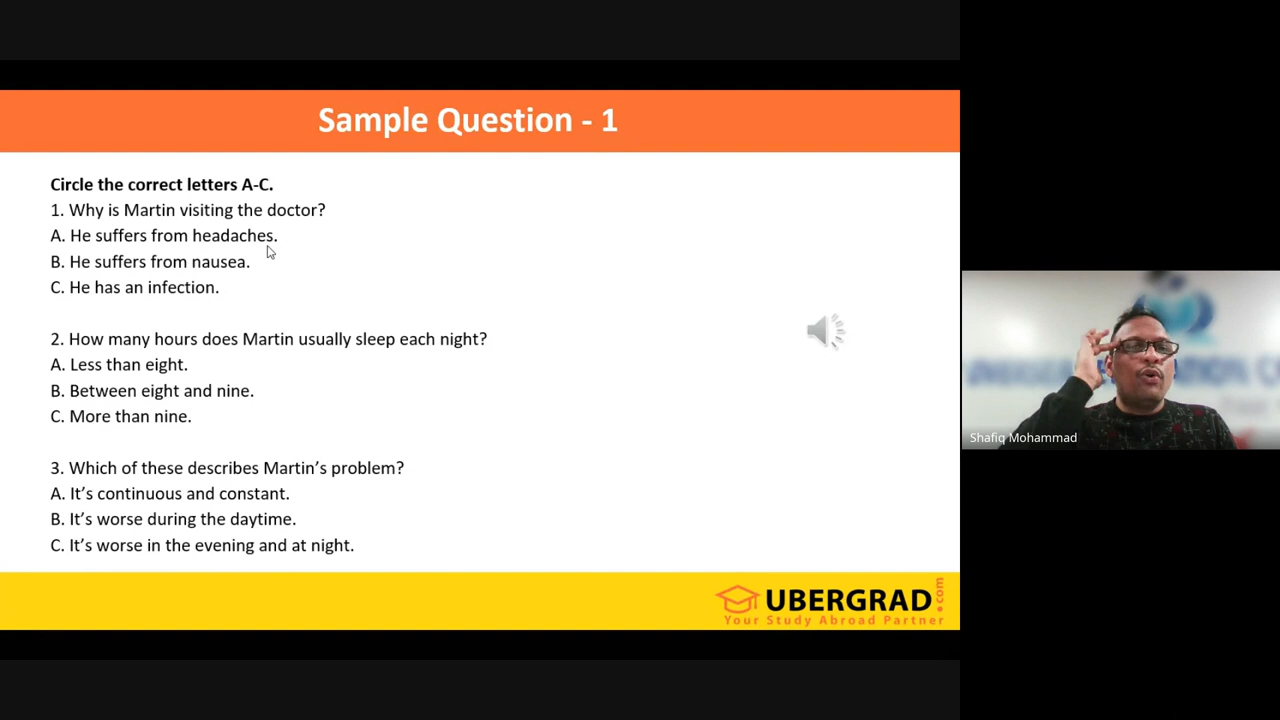 Sample Question - 1
Circle the correct letters A-C.
1. Why is Martin visiting the doctor?
A. He suffers from headaches.
B. He suffers from nausea.
C. He has an infection.
2. How many hours does Martin usually sleep each night?
A. Less than eight.
B. Between eight and nine.
C. More than nine.
3. Which of these describes Martin’s problem?
A. It’s continuous and constant.
B. It’s worse during the daytime.
C. It’s worse in the evening and at night.
UBERGRAD.com
Your Study Abroad Partner
Shafiq Mohammad